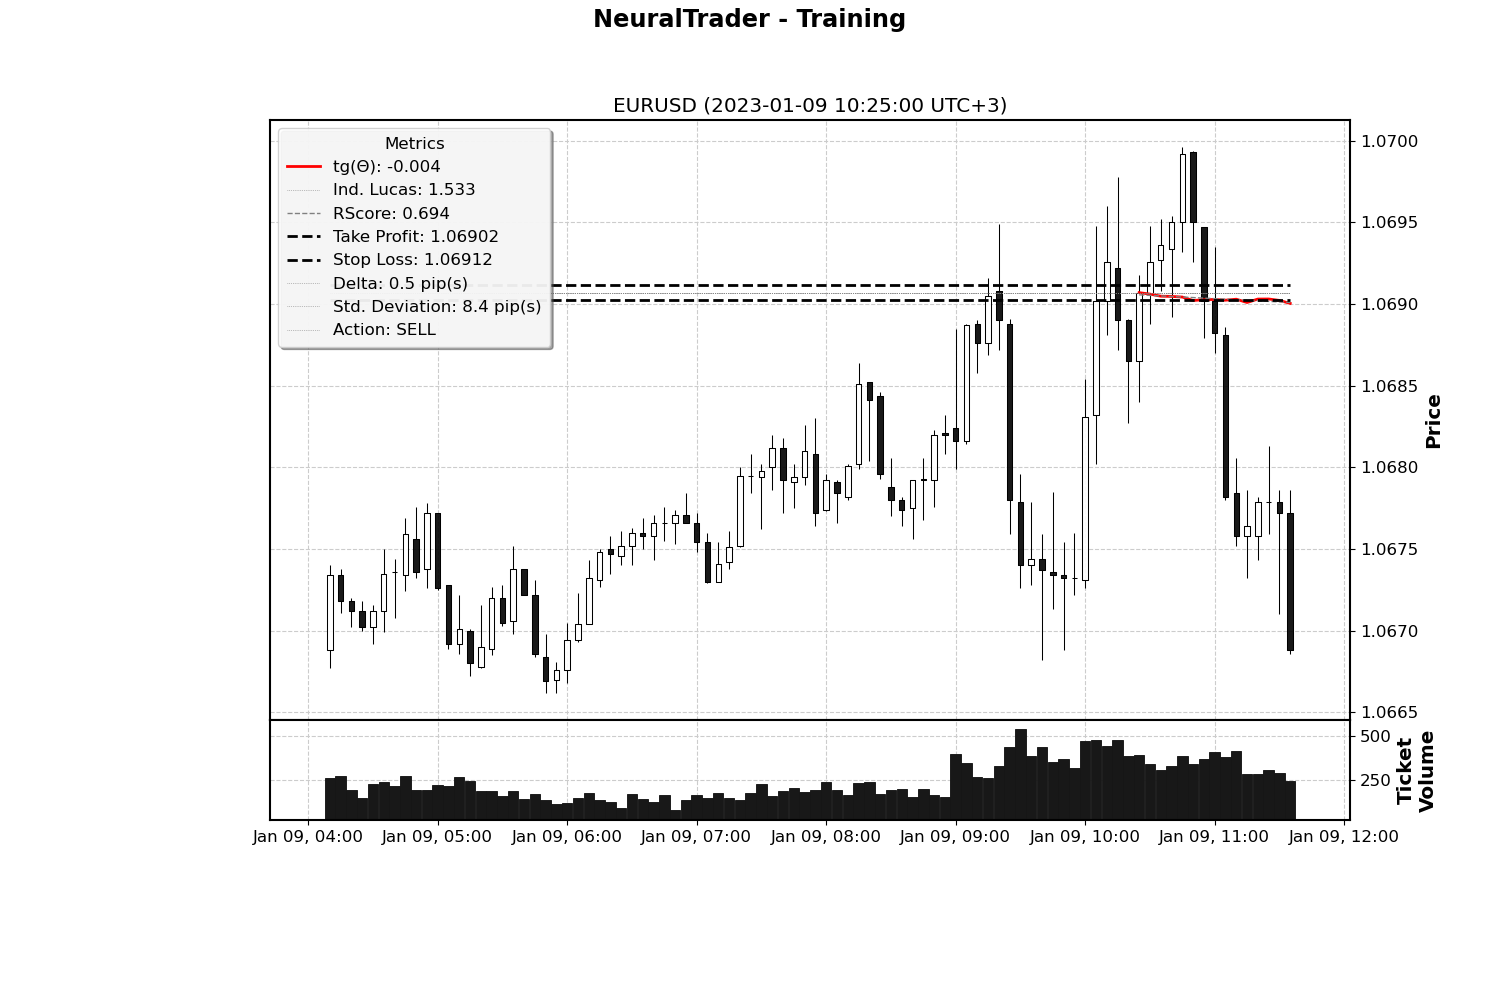 NeuralTrader - Training
EURUSD (2023-01-09 10:25:00 UTC+3)
Metrics
tg(Θ): -0.004
Ind. Lucas: 1.533
RScore: 0.694
Take Profit: 1.06902
Stop Loss: 1.06912
Delta: 0.5 pip(s)
Std. Deviation: 8.4 pip(s)
Action: SELL
1.0700
1.0695
1.0690
1.0685
1.0680
1.0675
1.0670
1.0665
Price
500
250
Ticket
Volume
Jan 09, 04:00 Jan 09, 05:00 Jan 09, 06:00 Jan 09, 07:00 Jan 09, 08:00 Jan 09, 09:00 Jan 09, 10:00 Jan 09, 11:00 Jan 09, 12:00